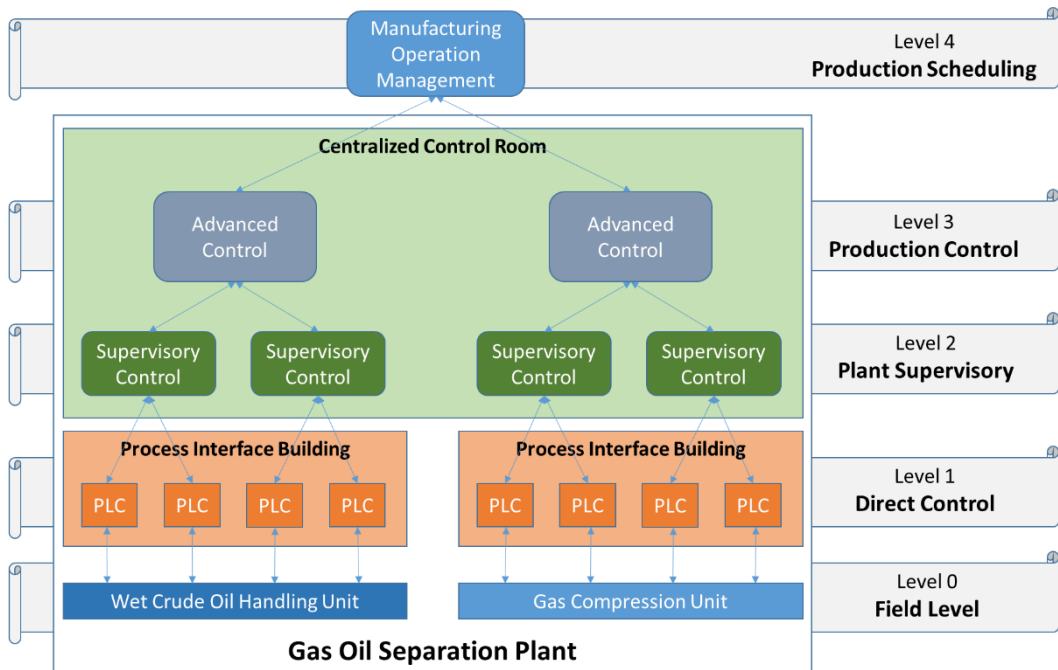 Manufacturing
Operation
Management
Level 4
Production Scheduling
Centralized Control Room
Advanced
Control
Advanced
Control
Level 3
Production Control
Supervisory
Control
Supervisory
Control
Supervisory
Control
Supervisory
Control
Level 2
Plant Supervisory
Process Interface Building
Process Interface Building
PLC
PLC
PLC
PLC
PLC
PLC
PLC
PLC
Level 1
Direct Control
Wet Crude Oil Handling Unit
Gas Compression Unit
Level 0
Field Level
Gas Oil Separation Plant